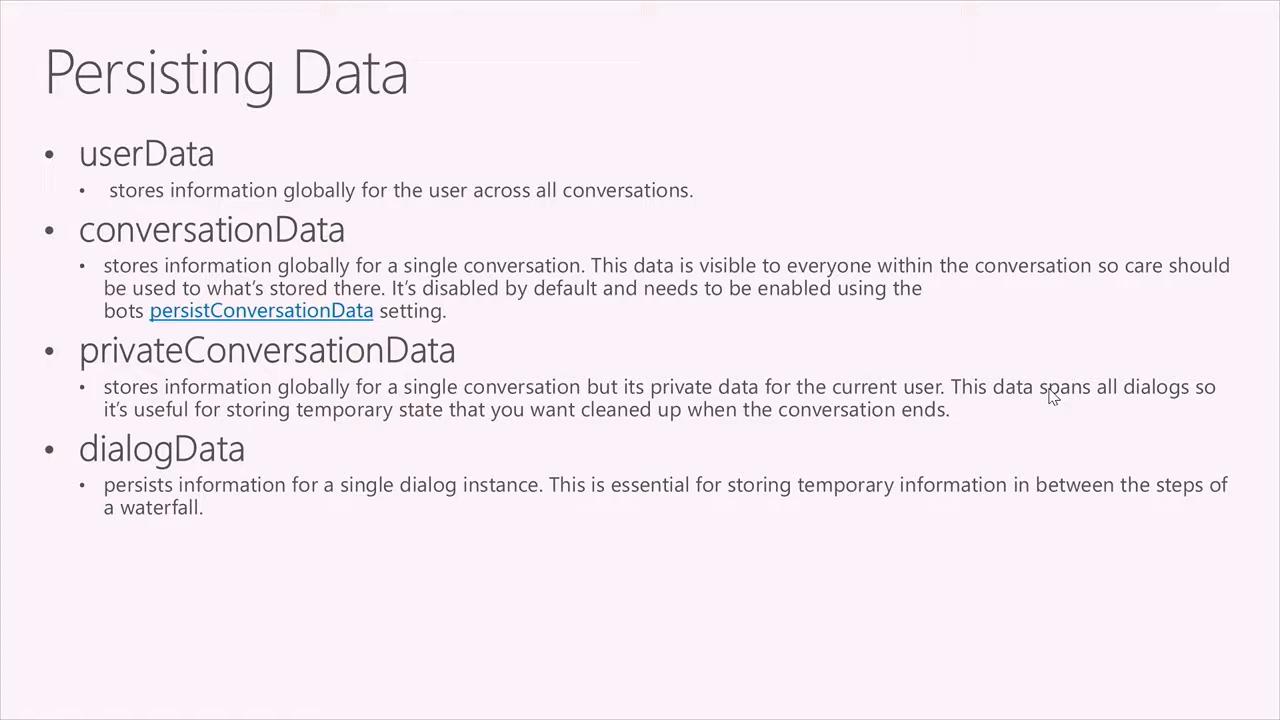 Persisting Data
• userData
• stores information globally for the user across all conversations.
• conversationData
• stores information globally for a single conversation. This data is visible to everyone within the conversation so care should
be used to what's stored there. It's disabled by default and needs to be enabled using the
bots persistConversationData setting.
• privateConversationData
• stores information globally for a single conversation but its private data for the current user. This data spans all dialogs so
it's useful for storing temporary state that you want cleaned up when the conversation ends.
• dialogData
• persists information for a single dialog instance. This is essential for storing temporary information in between the steps of
a waterfall.